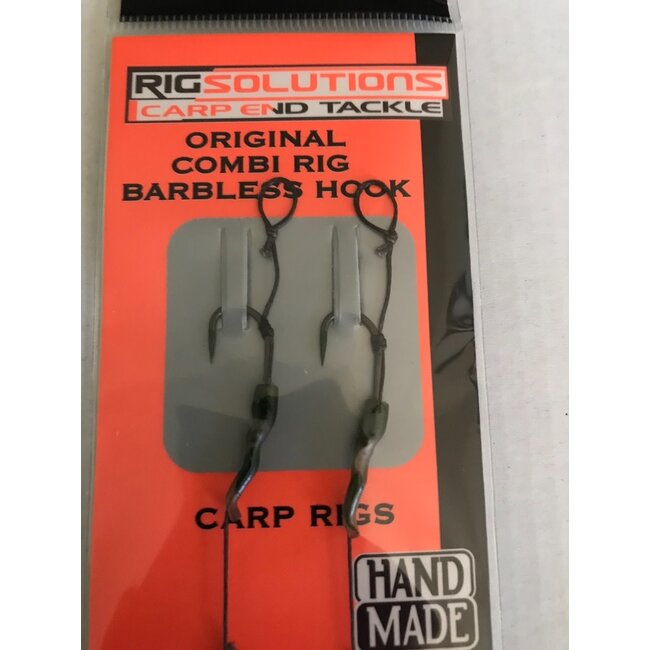 RIGSOLUTIONS
CARP END TACKLE
ORIGINAL
COMBI RIG
BARBLESS HOOK
CARP RIGS
HAND
MADE